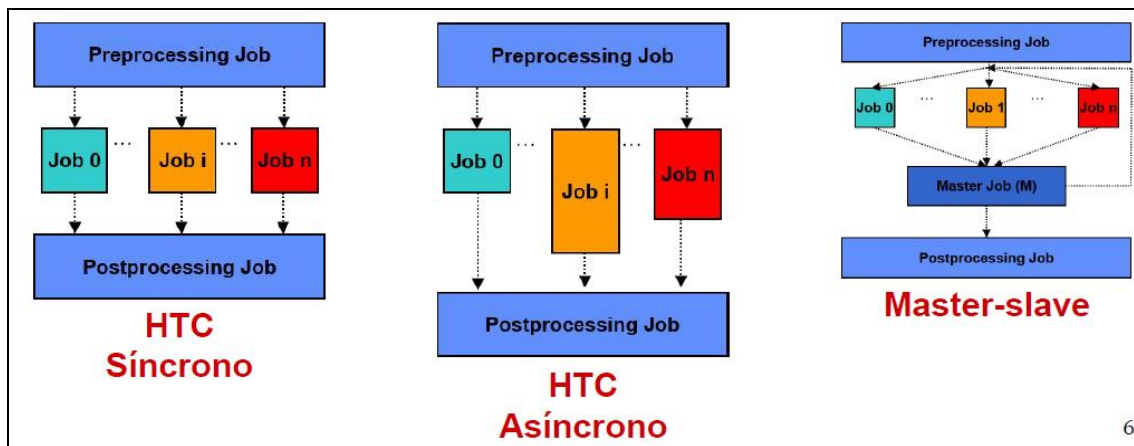 Preprocessing Job
Job 0 ... Job i ... Job n
Postprocessing Job
HTC
Síncrono
Preprocessing Job
Job 0 ... Job i ... Job n
Postprocessing Job
HTC
Asíncrono
Preprocessing Job
Job 0 ... Job 1 ... Job n
Master Job (M)
Postprocessing Job
Master-slave
6